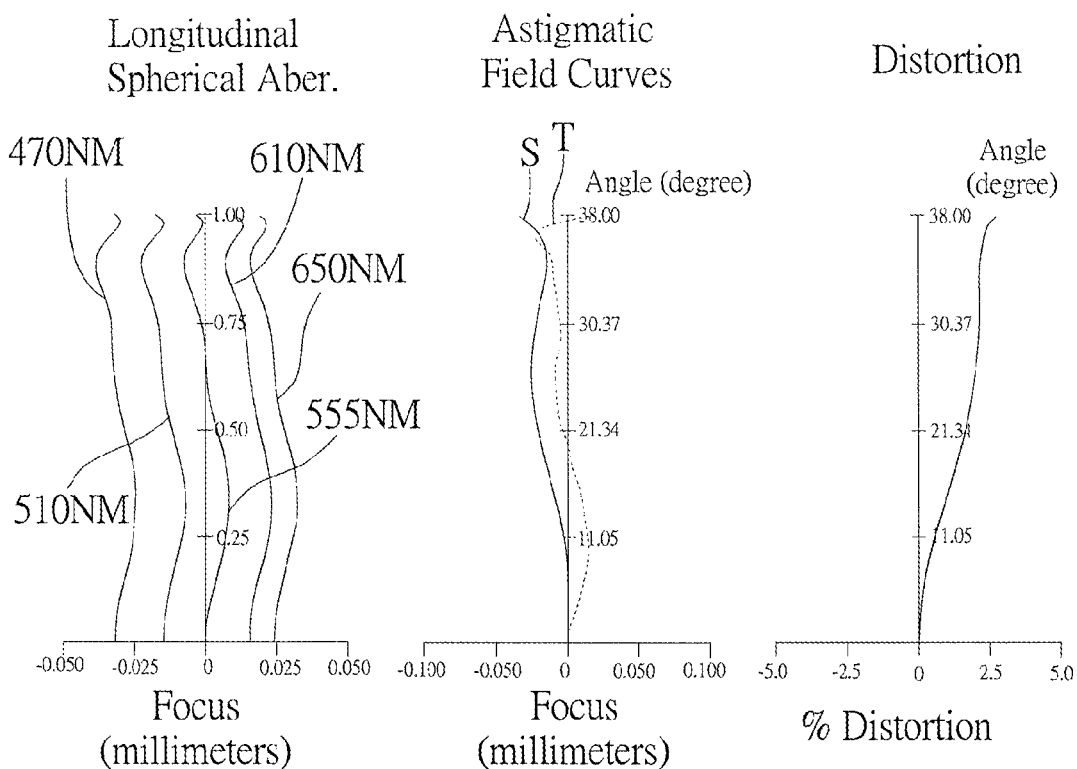 Longitudinal
Spherical Aber.
470NM
610NM
1.00
650NM
0.75
555NM
0.50
510NM
0.25
-0.050 -0.025 0 0.025 0.050
Focus
(millimeters)
Astigmatic
Field Curves
S T
Angle (degree)
38.00
30.37
21.34
11.05
-0.100 -0.050 0 0.050 0.100
Focus
(millimeters)
Distortion
Angle
(degree)
38.00
30.37
21.34
11.05
-5.0 -2.5 0 2.5 5.0
% Distortion